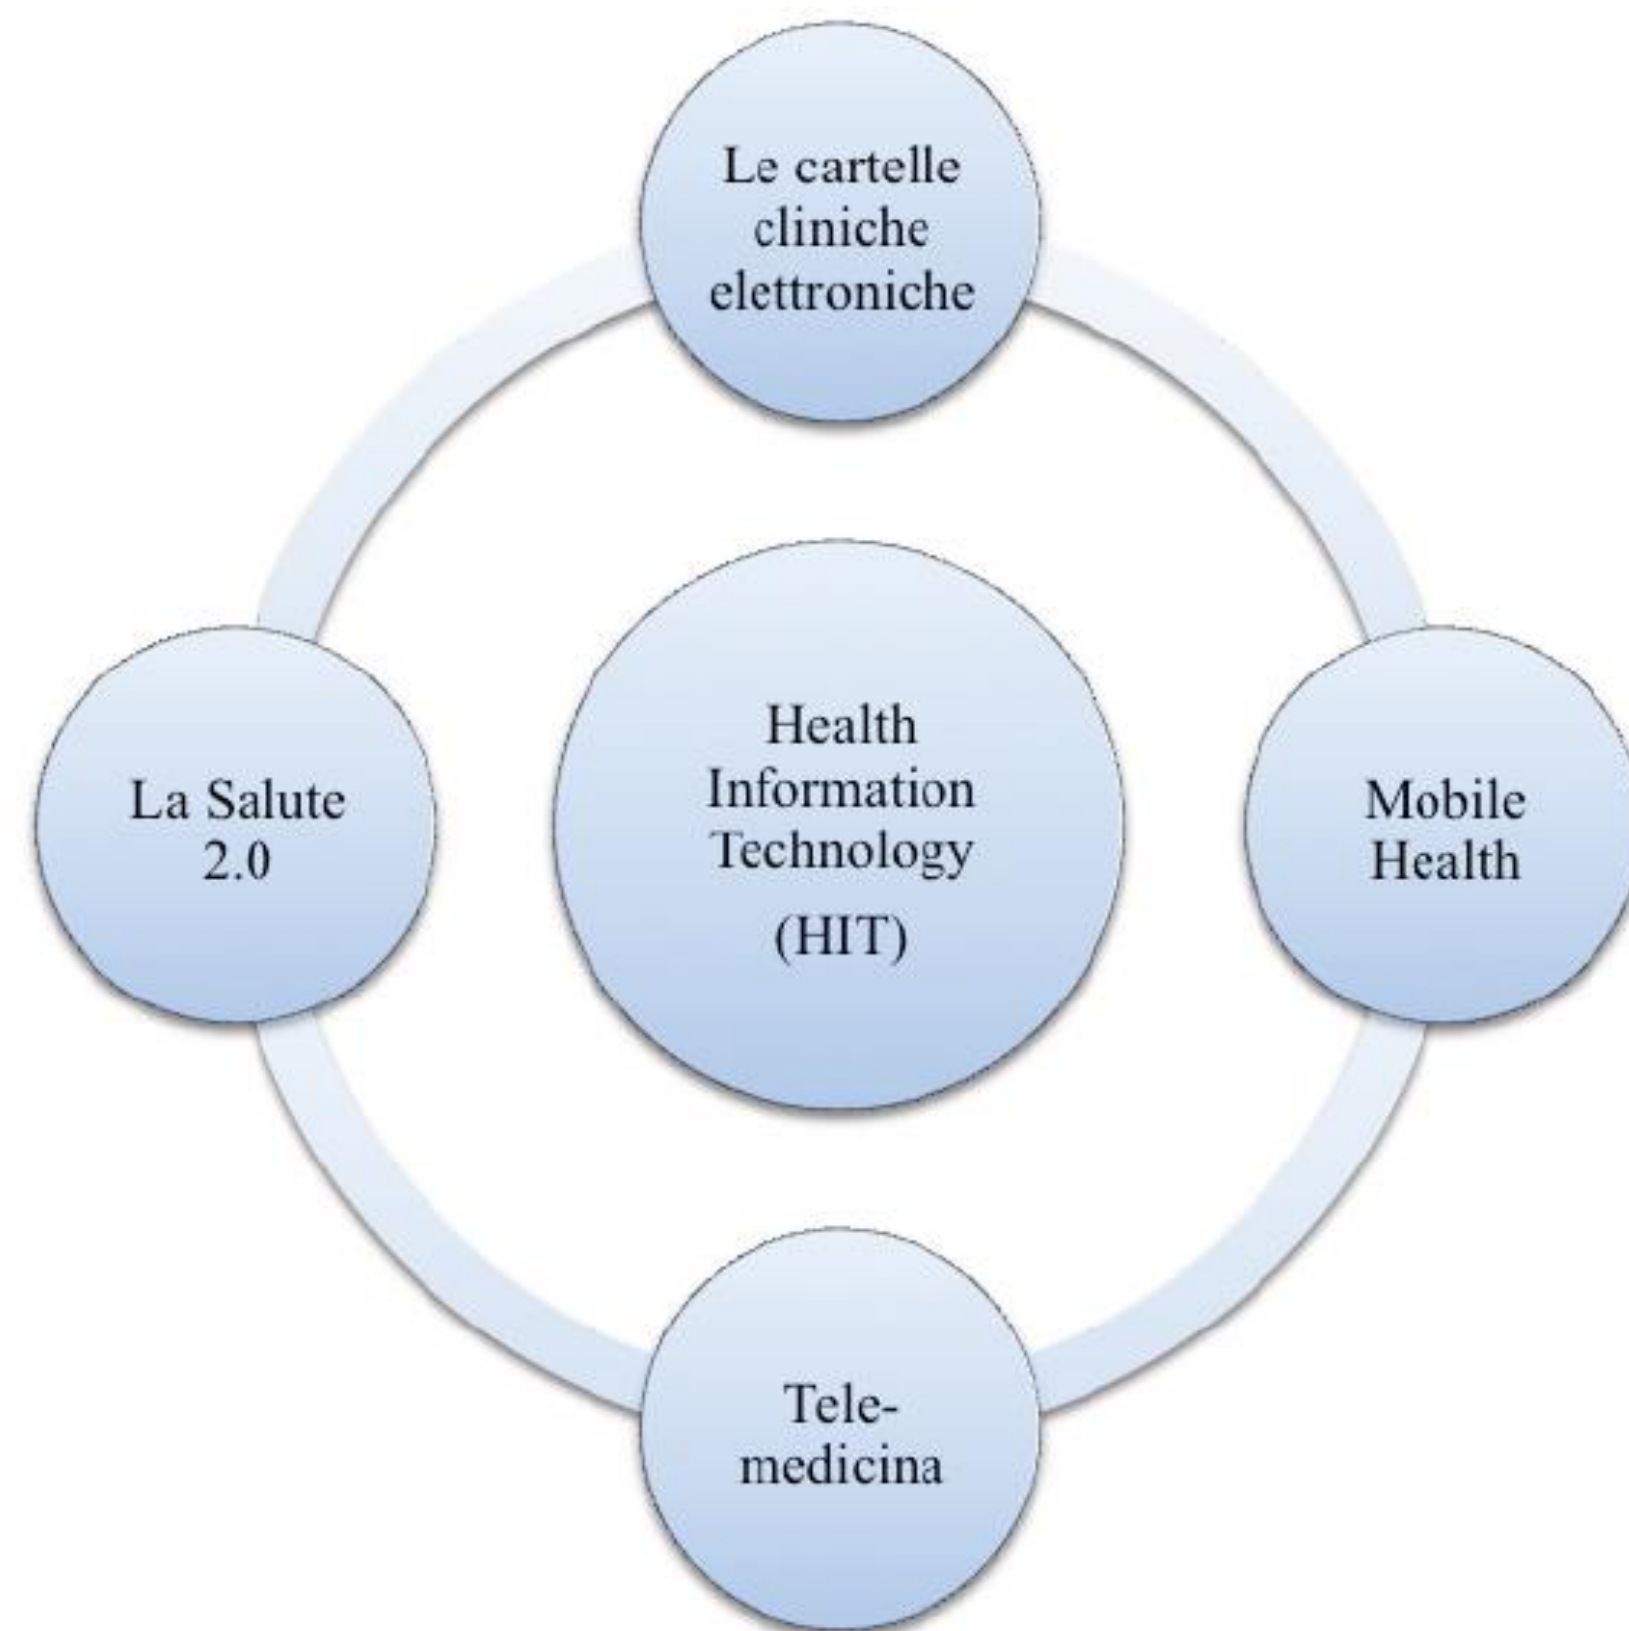 Le cartelle
cliniche
elettroniche
La Salute
2.0
Health
Information
Technology
(HIT)
Mobile
Health
Tele-
medicina